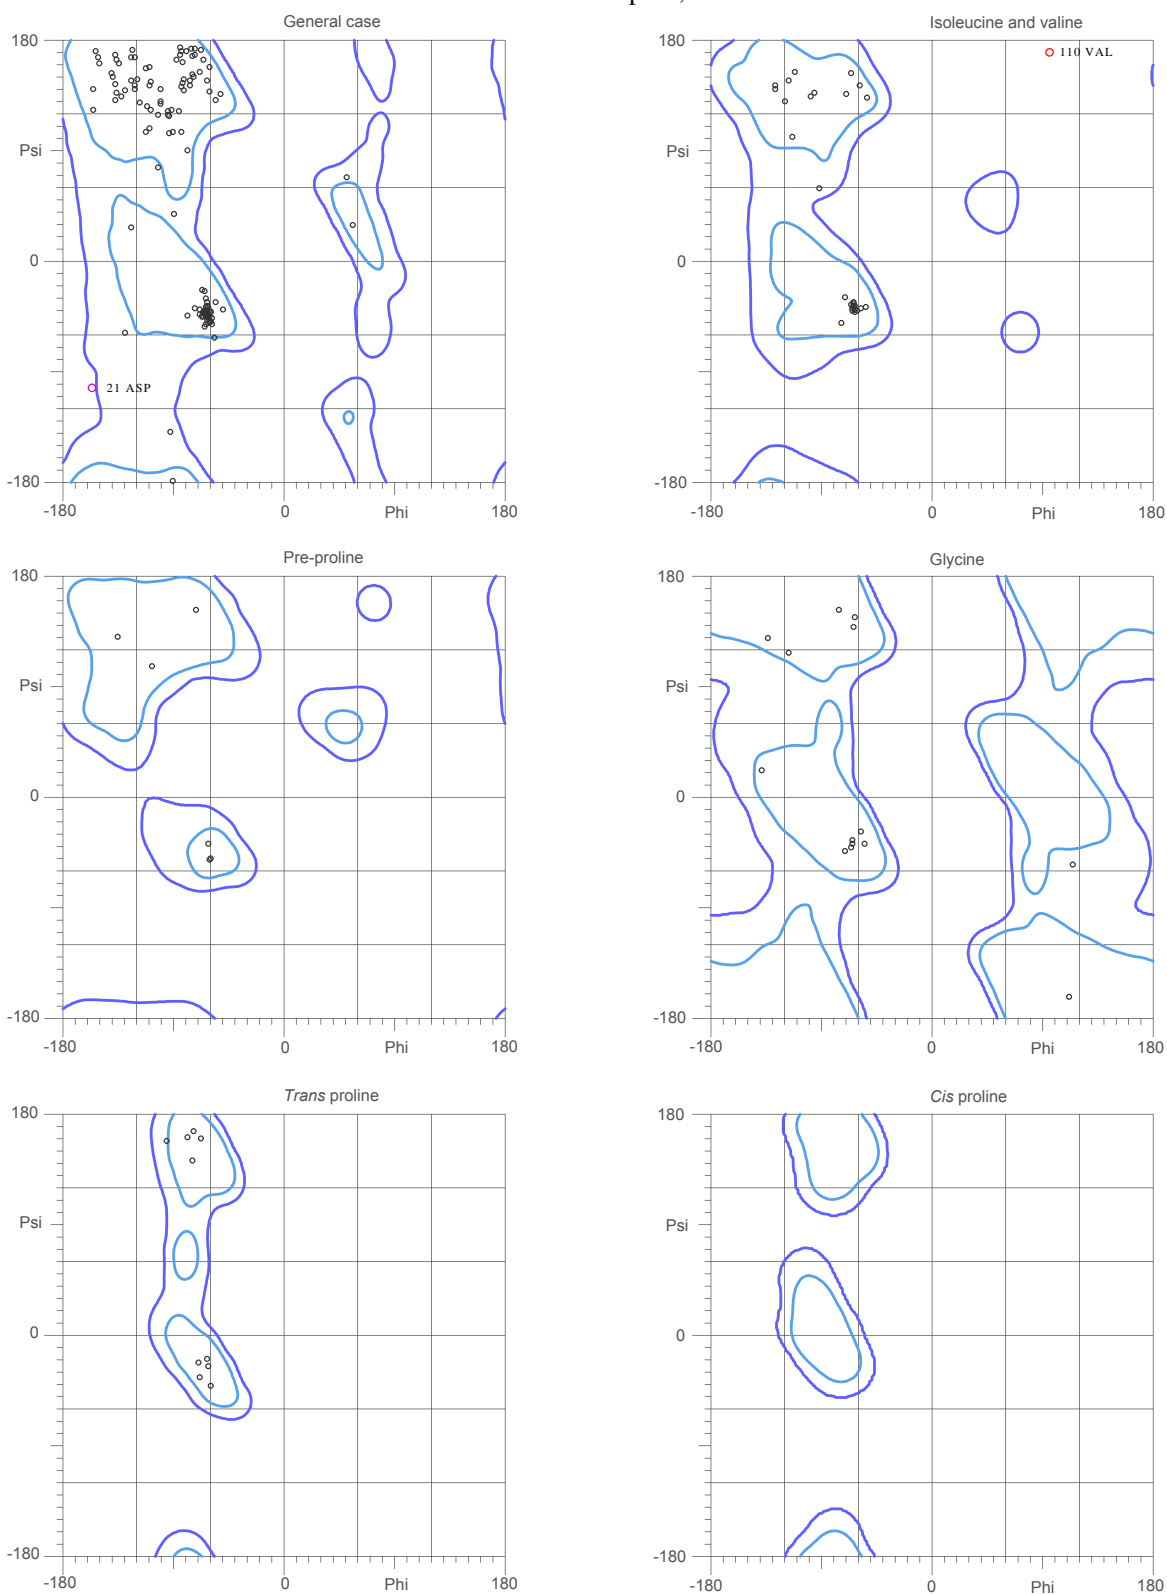 General case
Isoleucine and valine
180
Psi
0
-180
-180
0
Phi
180
21 ASP
180
Psi
0
-180
-180
0
Phi
180
110 VAL
Pre-proline
Glycine
180
Psi
0
-180
-180
0
Phi
180
180
Psi
0
-180
-180
0
Phi
180
Trans proline
Cis proline
180
Psi
0
-180
-180
0
Phi
180
180
Psi
0
-180
-180
0
Phi
180